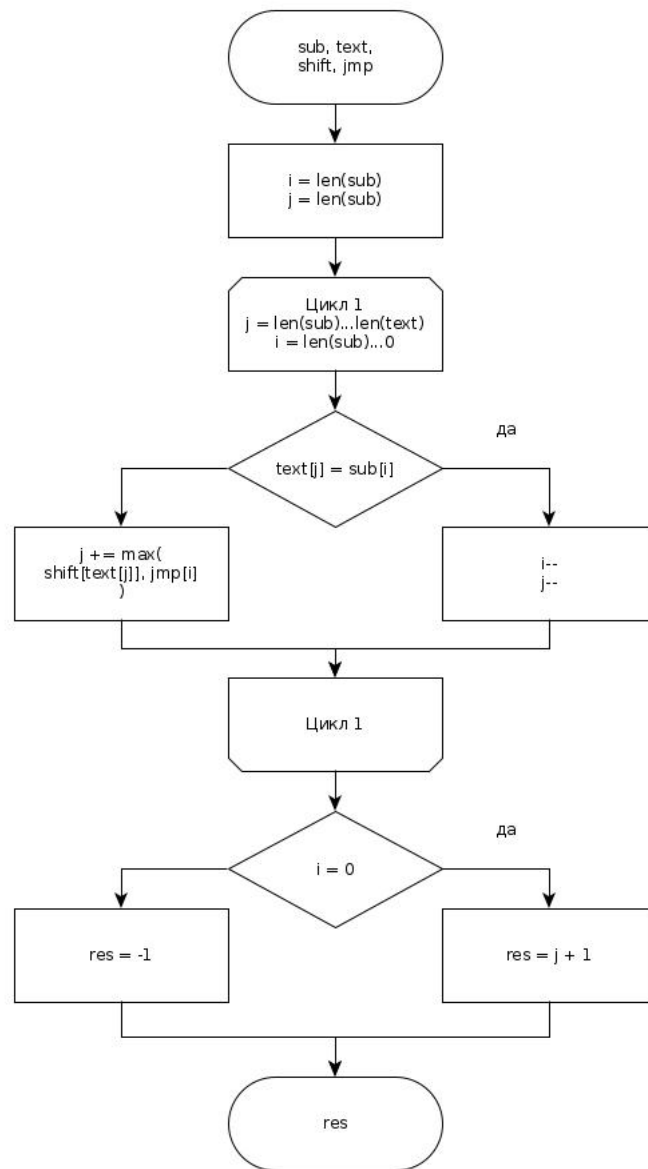 sub, text,
shift, jmp
i = len(sub)
j = len(sub)
Цикл 1
j = len(sub)...len(text)
i = len(sub)...0
да
text[j] = sub[i]
j += max(
shift[text[j]], jmp[i]
)
i--
j--
Цикл 1
да
i = 0
res = -1
res = j + 1
res